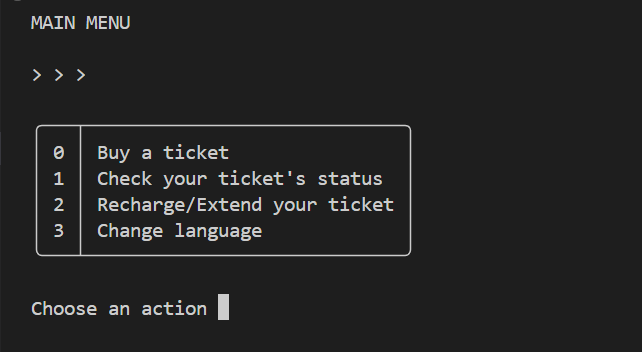 MAIN MENU
> > >
0 Buy a ticket
1 Check your ticket's status
2 Recharge/Extend your ticket
3 Change language
Choose an action